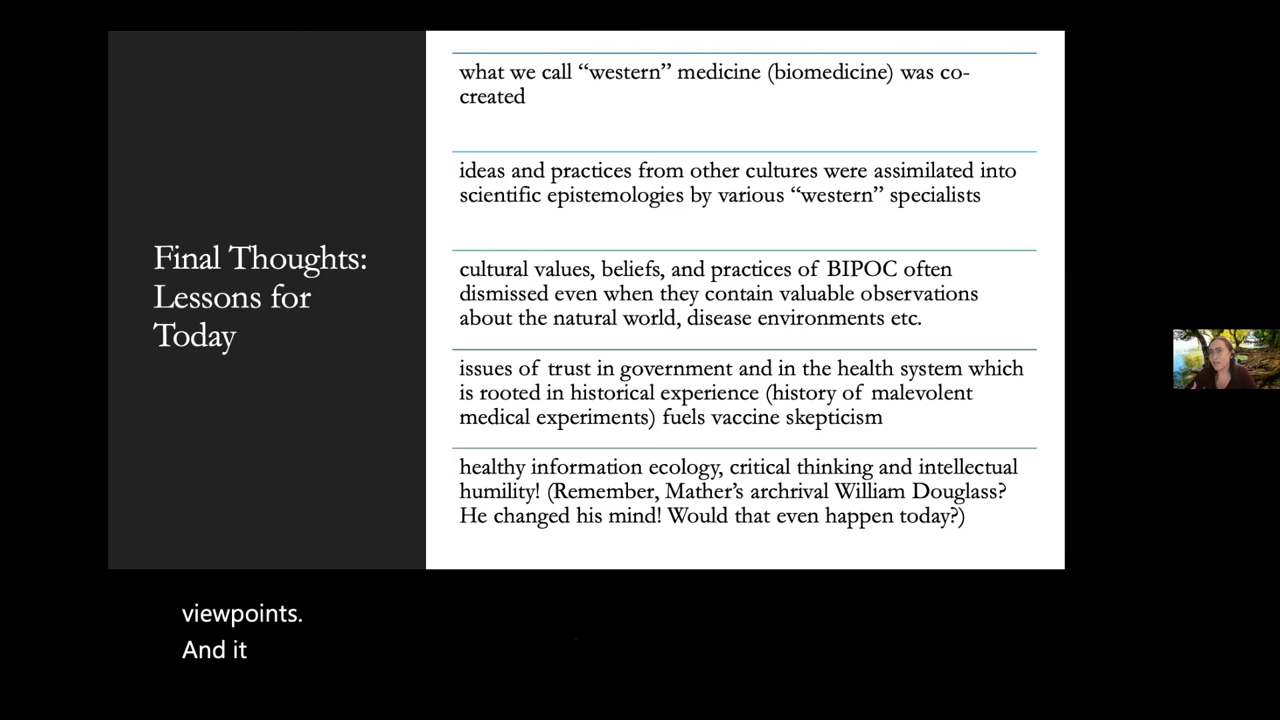 Final Thoughts:
Lessons for
Today
what we call “western” medicine (biomedicine) was co-
created
ideas and practices from other cultures were assimilated into
scientific epistemologies by various “western” specialists
cultural values, beliefs, and practices of BIPOC often
dismissed even when they contain valuable observations
about the natural world, disease environments etc.
issues of trust in government and in the health system which
is rooted in historical experience (history of malevolent
medical experiments) fuels vaccine skepticism
healthy information ecology, critical thinking and intellectual
humility! (Remember, Mather’s archrival William Douglass?
He changed his mind! Would that even happen today?)
viewpoints.
And it